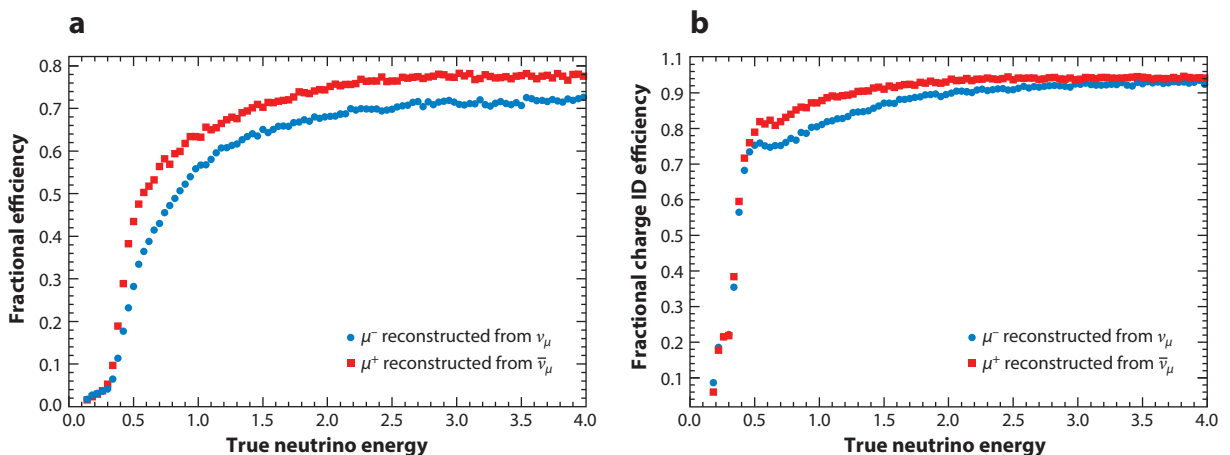 a
Fractional efficiency
0.8
0.7
0.6
0.5
0.4
0.3
0.2
0.1
0.0
0.0 0.5 1.0 1.5 2.0 2.5 3.0 3.5 4.0
True neutrino energy
μ⁻ reconstructed from νμ
μ⁺ reconstructed from ν̄μ
b
Fractional charge ID efficiency
1.1
0.9
0.8
0.7
0.6
0.5
0.4
0.3
0.2
0.1
0.0 0.5 1.0 1.5 2.0 2.5 3.0 3.5 4.0
True neutrino energy
μ⁻ reconstructed from νμ
μ⁺ reconstructed from ν̄μ